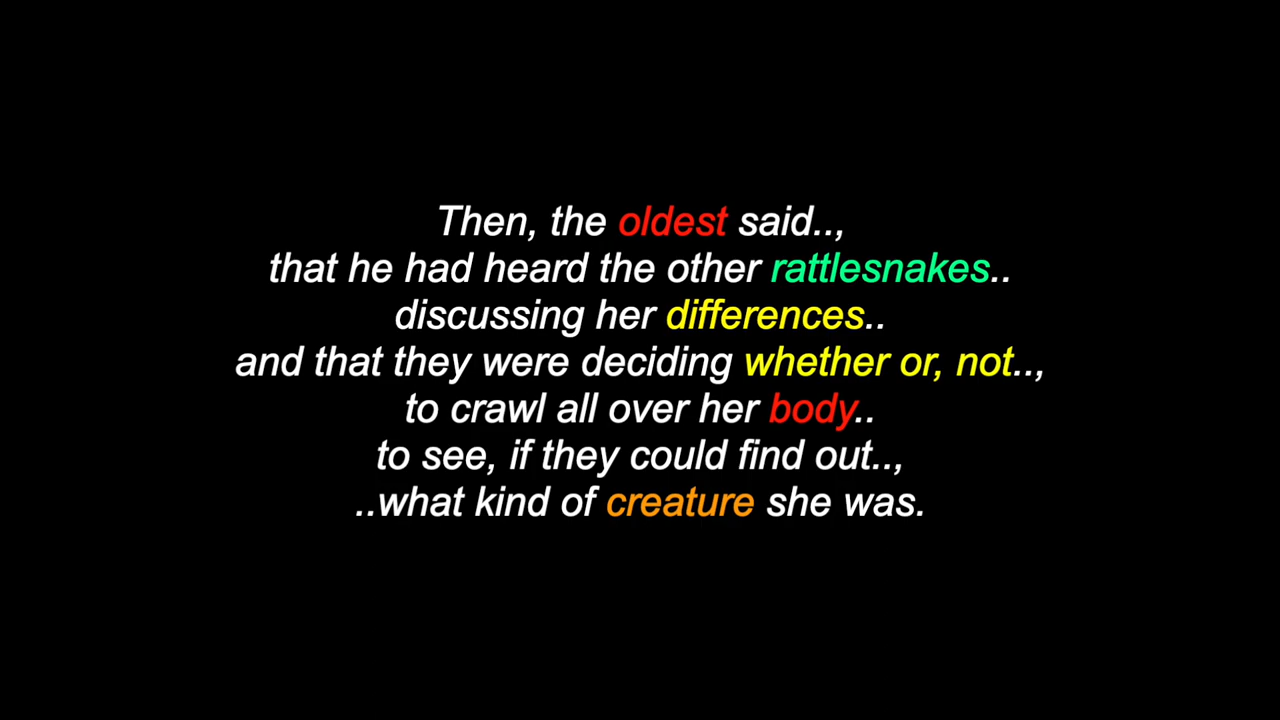 Then, the oldest said..,
that he had heard the other rattlesnakes..
discussing her differences..
and that they were deciding whether or, not..,
to crawl all over her body..
to see, if they could find out..,
..what kind of creature she was.